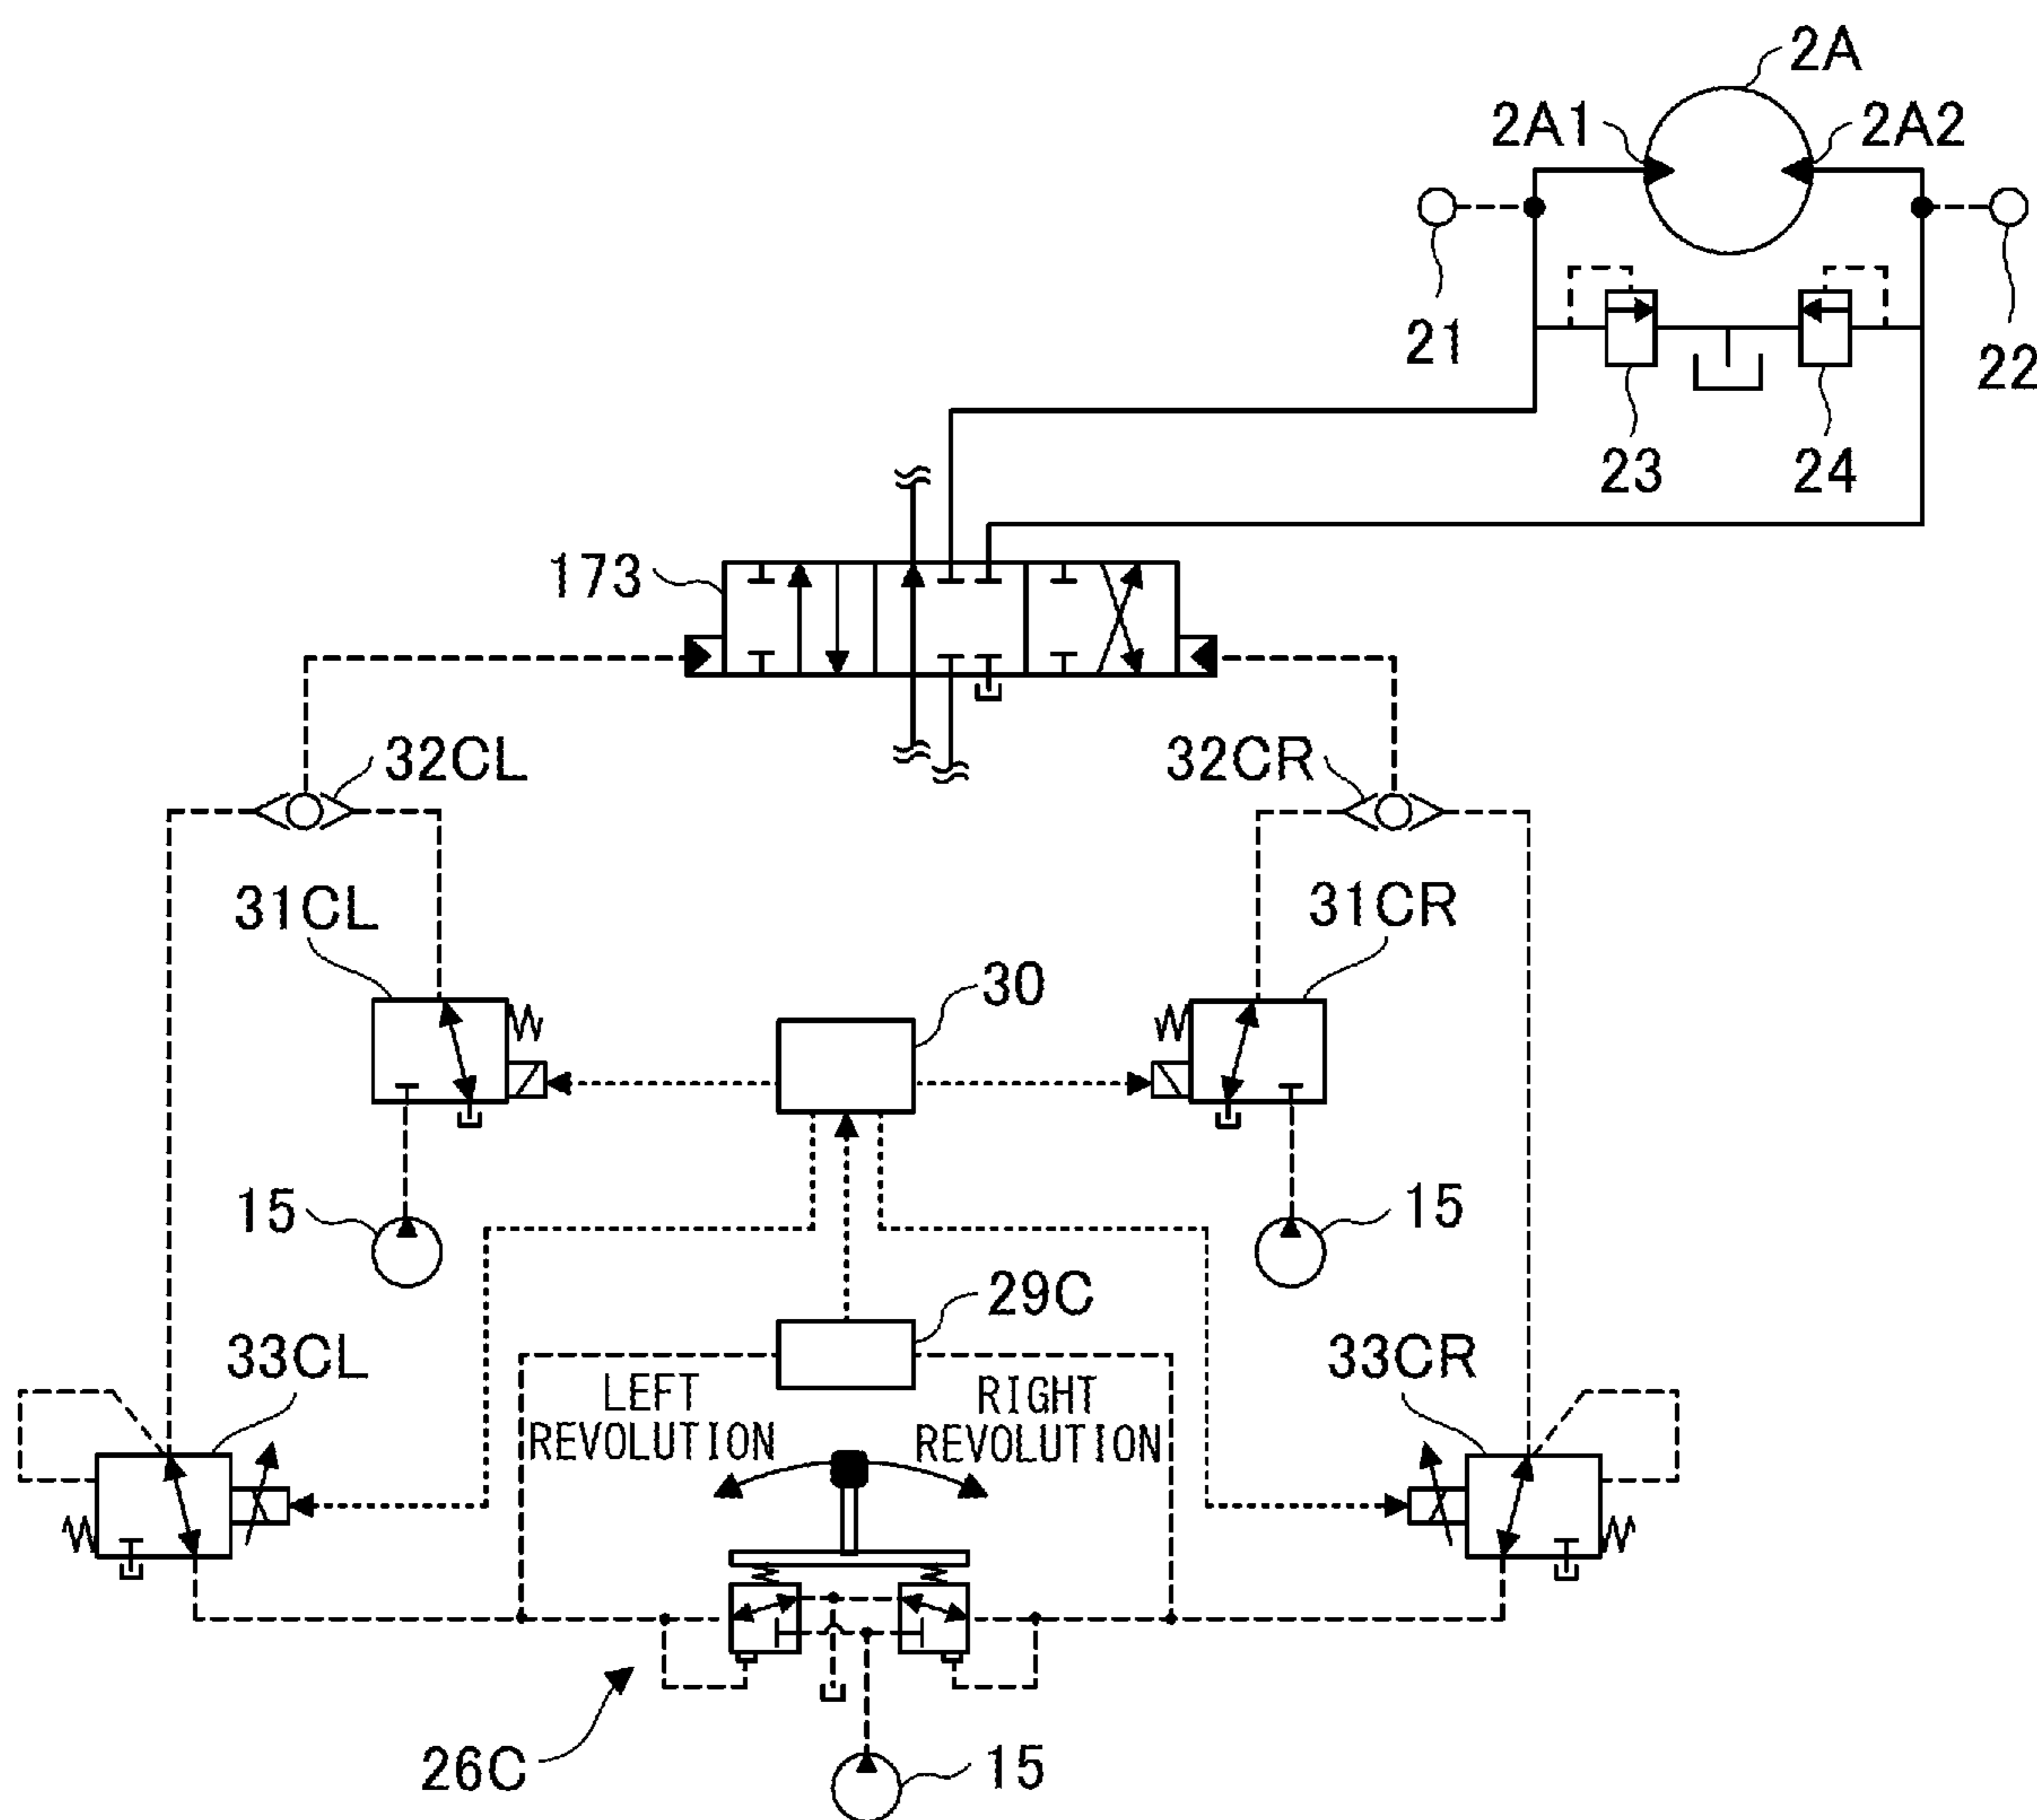 2A
2A1
2A2
21
22
23
24
173
32CL
32CR
31CL
31CR
30
15
15
29C
33CL
33CR
LEFT
REVOLUTION
RIGHT
REVOLUTION
26C
15